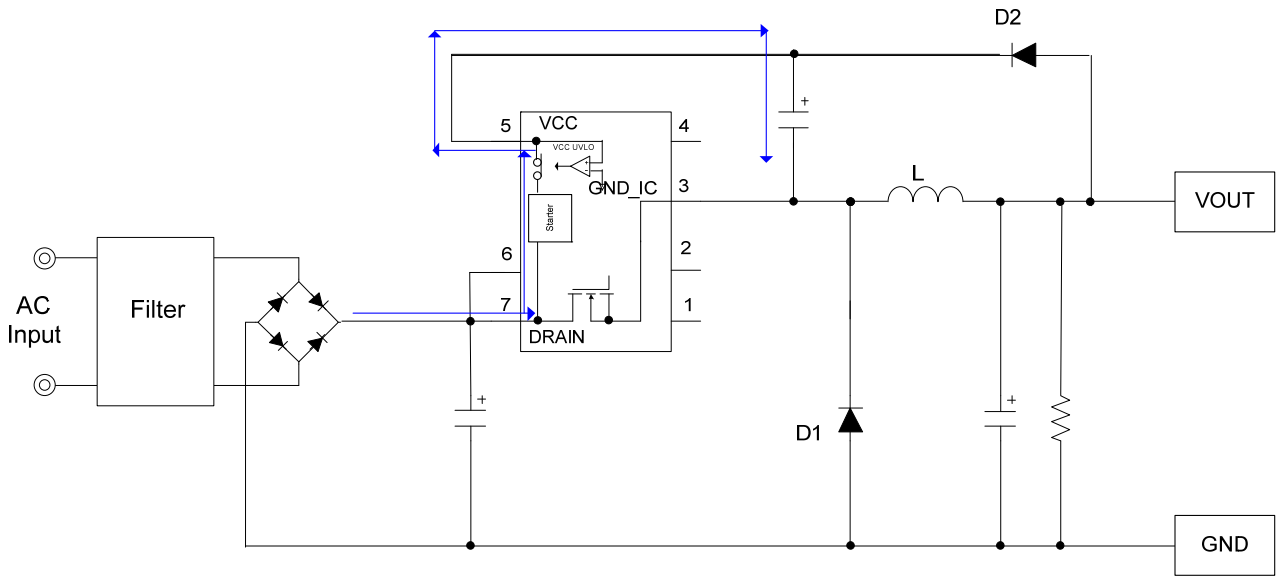 D2
+
5
VCC
4
VCC UVLO
+
-
GND_IC
3
L
VOUT
Starter
6
2
AC
Input
Filter
7
1
DRAIN
+
+
D1
GND